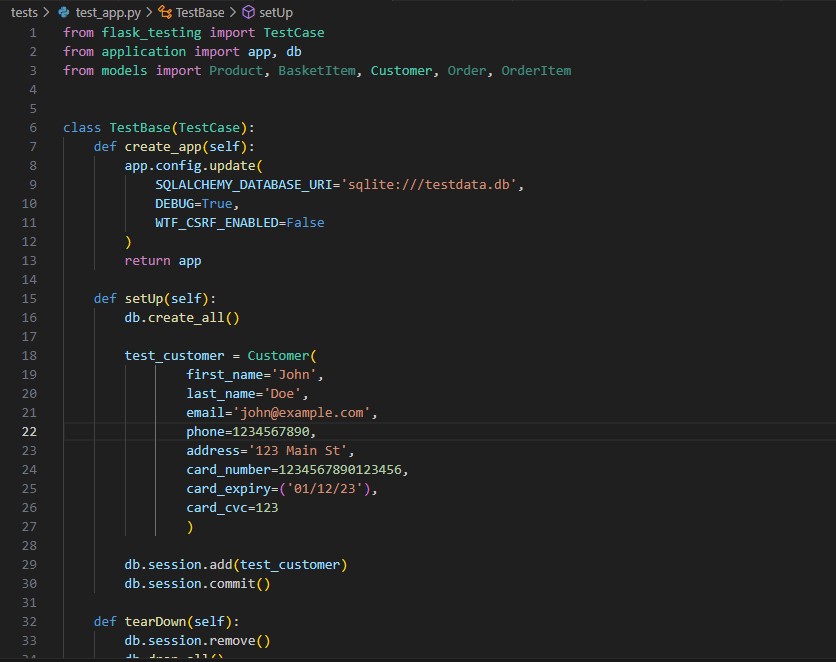 tests > test_app.py > TestBase > setUp
1 from flask_testing import TestCase
2 from application import app, db
3 from models import Product, BasketItem, Customer, Order, OrderItem
4
5
6 class TestBase(TestCase):
7     def create_app(self):
8         app.config.update(
9             SQLALCHEMY_DATABASE_URI='sqlite:///testdata.db',
10             DEBUG=True,
11             WTF_CSRF_ENABLED=False
12         )
13         return app
14
15     def setUp(self):
16         db.create_all()
17
18         test_customer = Customer(
19                 first_name='John',
20                 last_name='Doe',
21                 email='john@example.com',
22                 phone=1234567890,
23                 address='123 Main St',
24                 card_number=1234567890123456,
25                 card_expiry=('01/12/23'),
26                 card_cvc=123
27                 )
28
29         db.session.add(test_customer)
30         db.session.commit()
31
32     def tearDown(self):
33         db.session.remove()
34         db.drop_all()